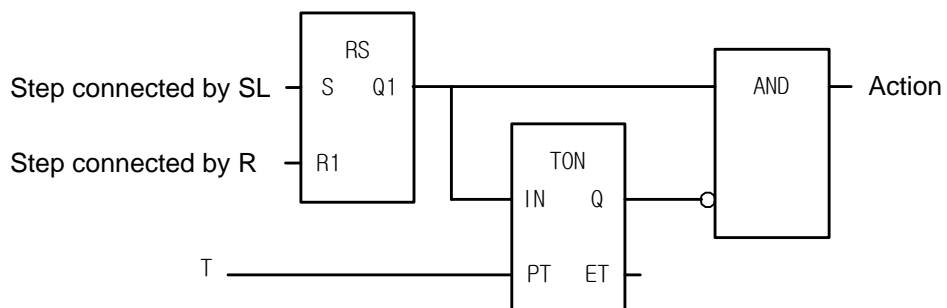 RS
Step connected by SL
S Q1
AND
Action
Step connected by R
R1
TON
IN Q
T
PT ET